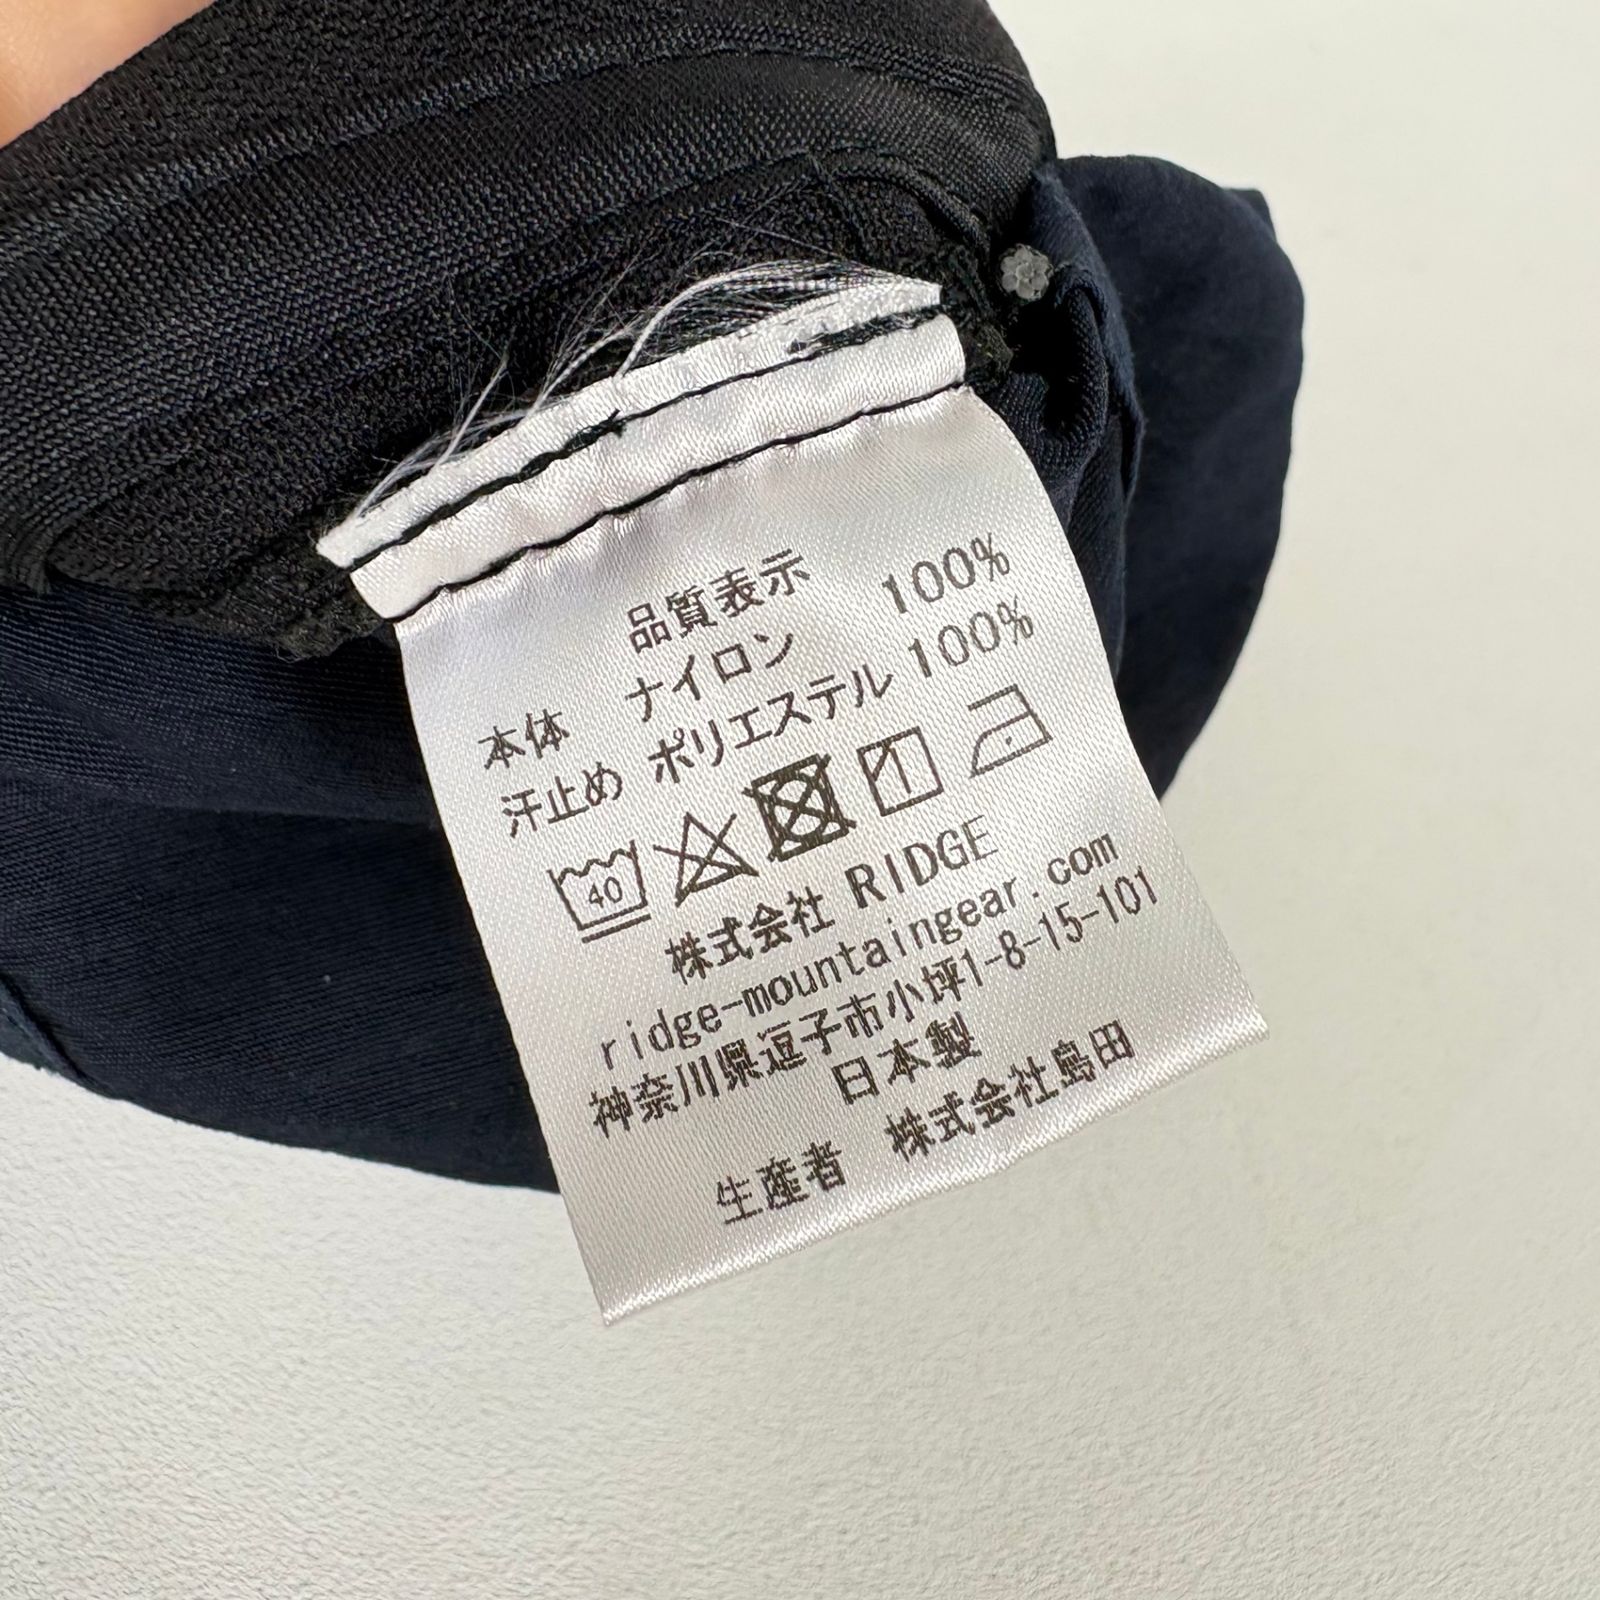 品質表示
本体 ナイロン 100%
汗止め ポリエステル 100%
40
株式会社 RIDGE
ridge-mountaingear.com
神奈川県逗子市小坪1-8-15-101
日本製
生産者 株式会社島田